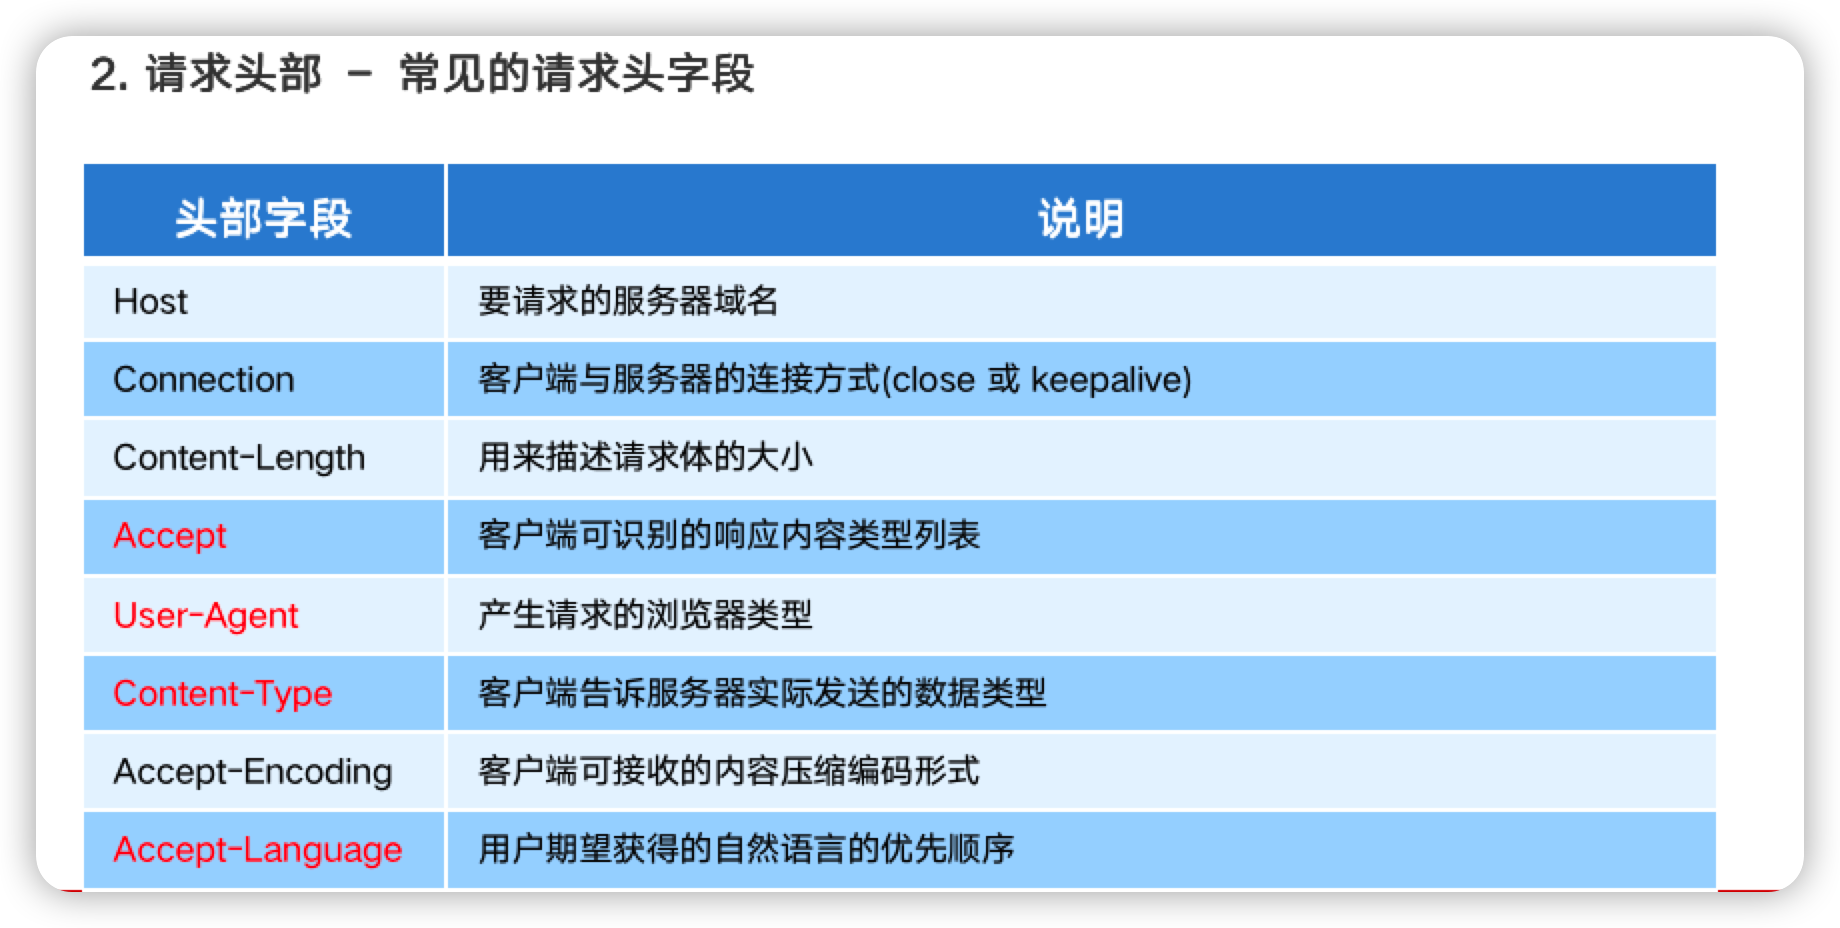 2. 请求头部 - 常见的请求头字段
头部字段 说明
Host 要请求的服务器域名
Connection 客户端与服务器的连接方式(close 或 keepalive)
Content-Length 用来描述请求体的大小
Accept 客户端可识别的响应内容类型列表
User-Agent 产生请求的浏览器类型
Content-Type 客户端告诉服务器实际发送的数据类型
Accept-Encoding 客户端可接收的内容压缩编码形式
Accept-Language 用户期望获得的自然语言的优先顺序